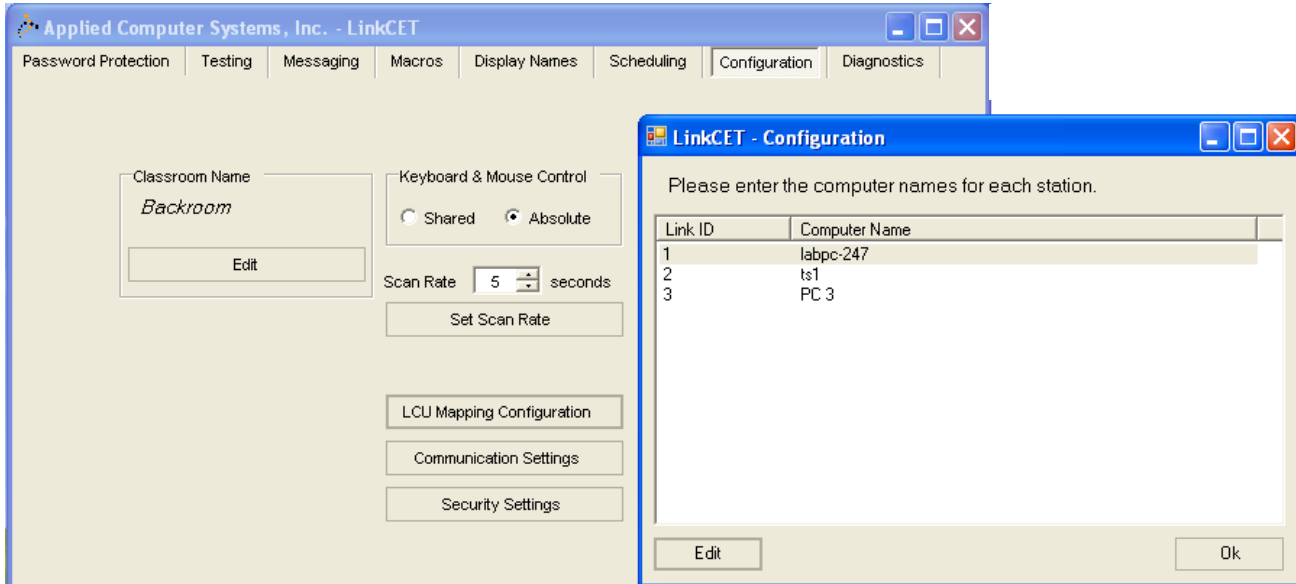 Applied Computer Systems, Inc. - LinkCET
Password Protection Testing Messaging Macros Display Names Scheduling Configuration Diagnostics
Classroom Name
Backroom
Edit
Keyboard & Mouse Control
Shared Absolute
Scan Rate 5 seconds
Set Scan Rate
LCU Mapping Configuration
Communication Settings
Security Settings
LinkCET - Configuration
Please enter the computer names for each station.
Link ID Computer Name
1 labpc-247
2 ts1
3 PC 3
Edit Ok